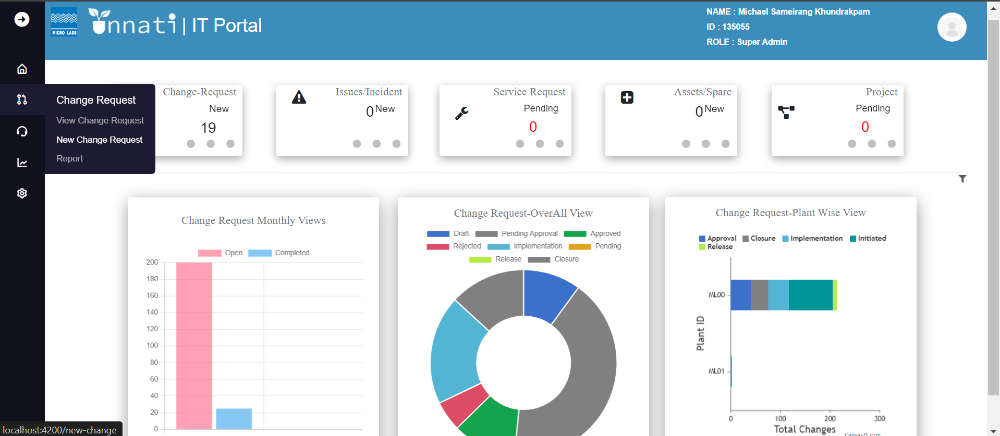 MICRO LABS
unnati | IT Portal
NAME : Michael Sameirang Khundrakpam
ID : 135055
ROLE : Super Admin
Change Request
View Change Request
New Change Request
Report
Change-Request
New
19
Issues/Incident
0 New
Service Request
Pending
0
Assets/Spare
0 New
Project
Pending
0
Change Request Monthly Views
Open Completed
200
180
160
140
120
100
80
60
40
20
0
Change Request-OverAll View
Draft Pending Approval Approved
Rejected Implementation Pending
Release Closure
Change Request-Plant Wise View
Approval Closure Implementation Initiated
Release
Plant ID
ML00
ML01
0 100 200 300
Total Changes
CanvasJS.com
localhost:4200/new-change